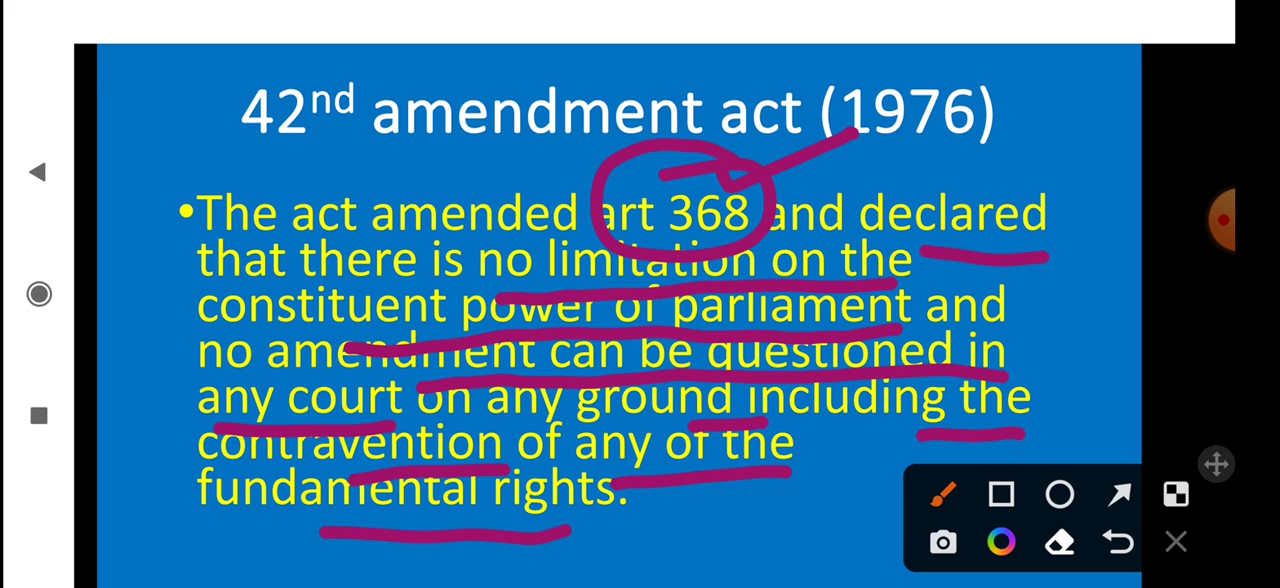 42nd amendment act (1976)
•The act amended art 368 and declared
that there is no limitation on the
constituent power of parliament and
no amendment can be questioned in
any court on any ground including the
contravention of any of the
fundamental rights.